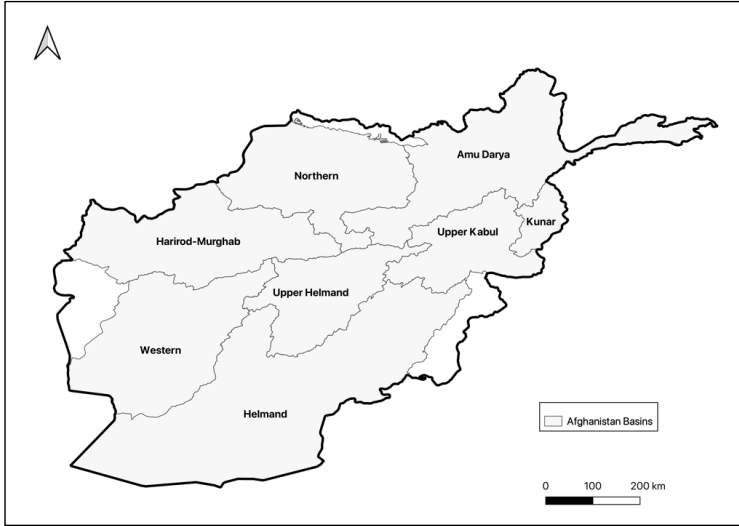 Amu Darya
Northern
Kunar
Upper Kabul
Harirod-Murghab
Upper Helmand
Western
Helmand
Afghanistan Basins
0 100 200 km